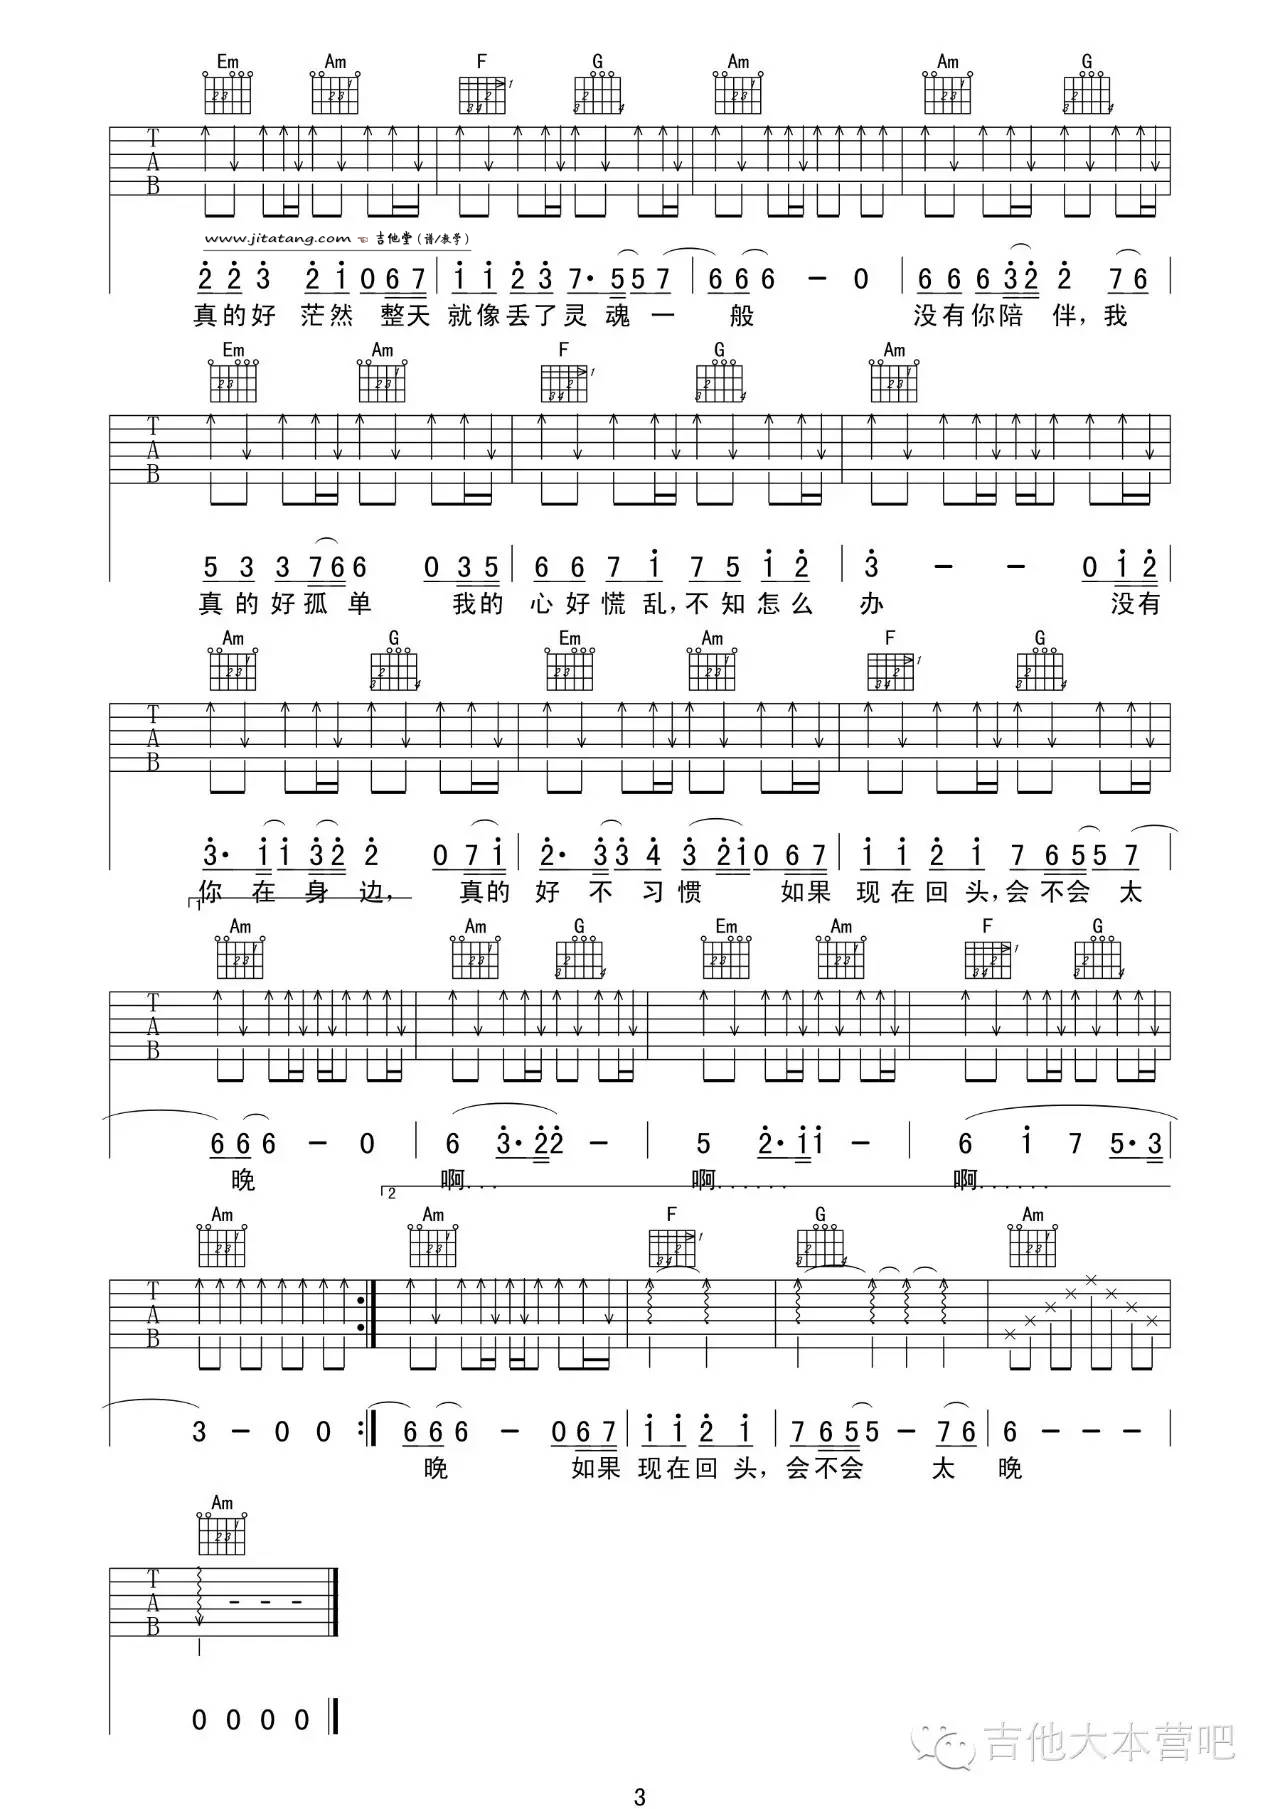 Em Am F G Am Am G
T A B
www.jitatang.com ☜ 吉他堂(谱/教学)
2 2 3 2 1 0 6 7 1 1 2 3 7· 5 5 7 6 6 6 - 0 6 6 6 3 2 2 7 6
真的好 茫然 整天 就像丢了灵 魂 一 般 没有你陪 伴,我
Em Am F G Am
T A B
5 3 3 7 6 6 0 3 5 6 6 7 1 7 5 1 2 3 - - 0 1 2
真的好孤 单 我的 心好慌乱,不知怎么 办 没有
Am G Em Am F G
T A B
3· 1 1 3 2 2 0 7 1 2· 3 3 4 3 2 1 0 6 7 1 1 2 1 7 6 5 5 7
你 在 身 边, 真的 好 不 习 惯 如果 现在回头,会不会 太
1
Am Am G Em Am F G
T A B
6 6 6 - 0 6 3· 2 2 - 5 2· 1 1 - 6 1 7 5· 3
晚 啊..... 啊...... 啊......
2
Am Am F G Am
T A B
3 - 0 0 6 6 6 - 0 6 7 1 1 2 1 7 6 5 5 - 7 6 6 - - -
晚 如果 现在回 头, 会不会 太 晚
Am
T A B
0 0 0 0
吉他大本营吧
3